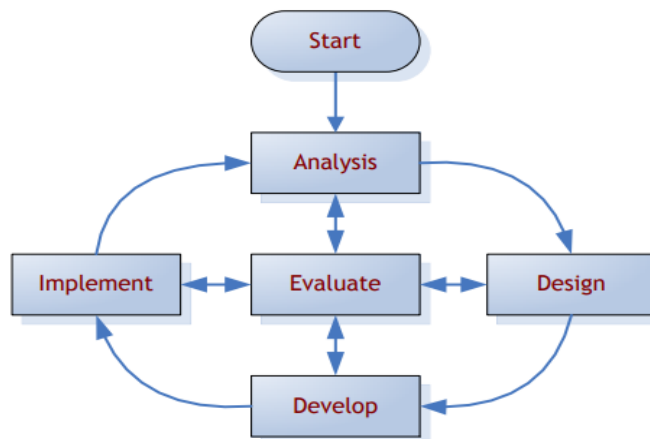 Start
Analysis
Implement
Evaluate
Design
Develop